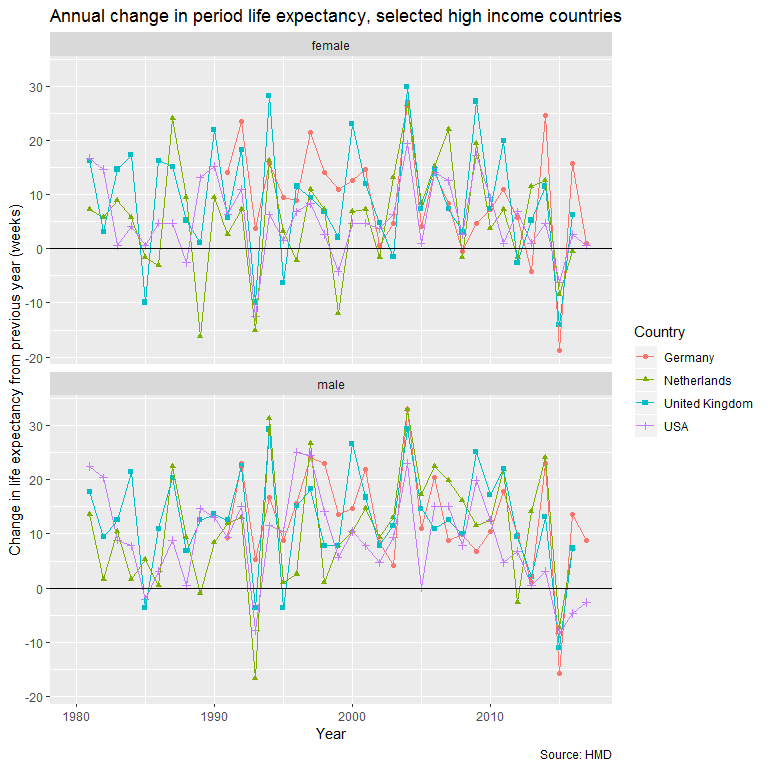 Annual change in period life expectancy, selected high income countries
female
30
20
10
0
-10
-20
male
30
20
10
0
-10
-20
Change in life expectancy from previous year (weeks)
1980 1990 2000 2010
Year
Country
Germany
Netherlands
United Kingdom
USA
Source: HMD